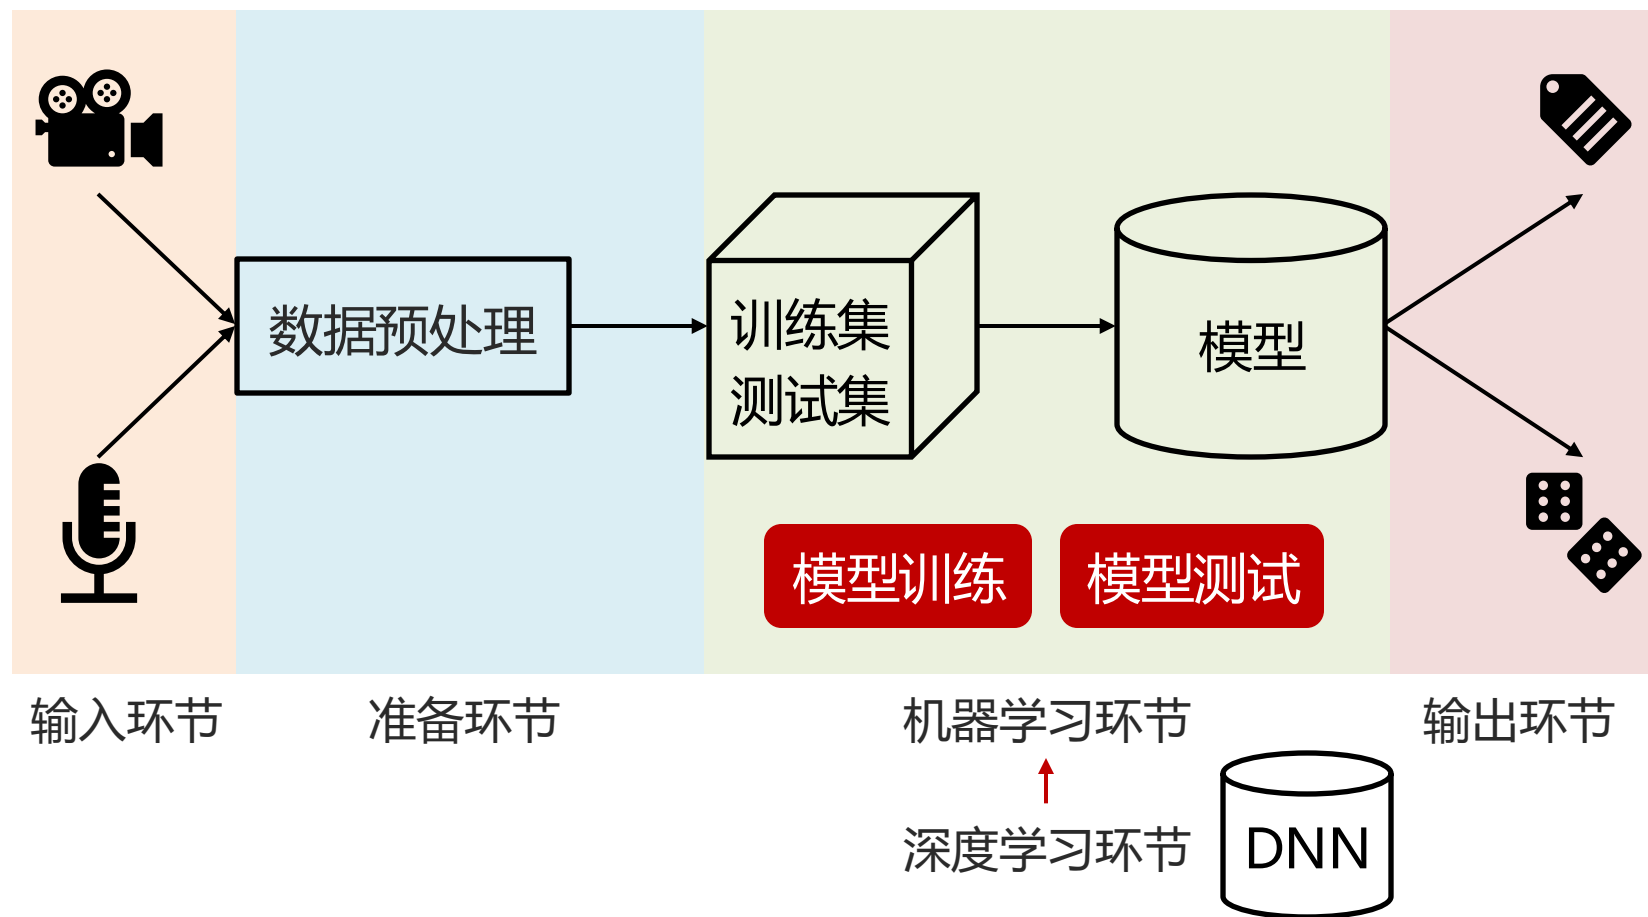 数据预处理
训练集
测试集
模型
模型训练
模型测试
输入环节
准备环节
机器学习环节
输出环节
深度学习环节
DNN